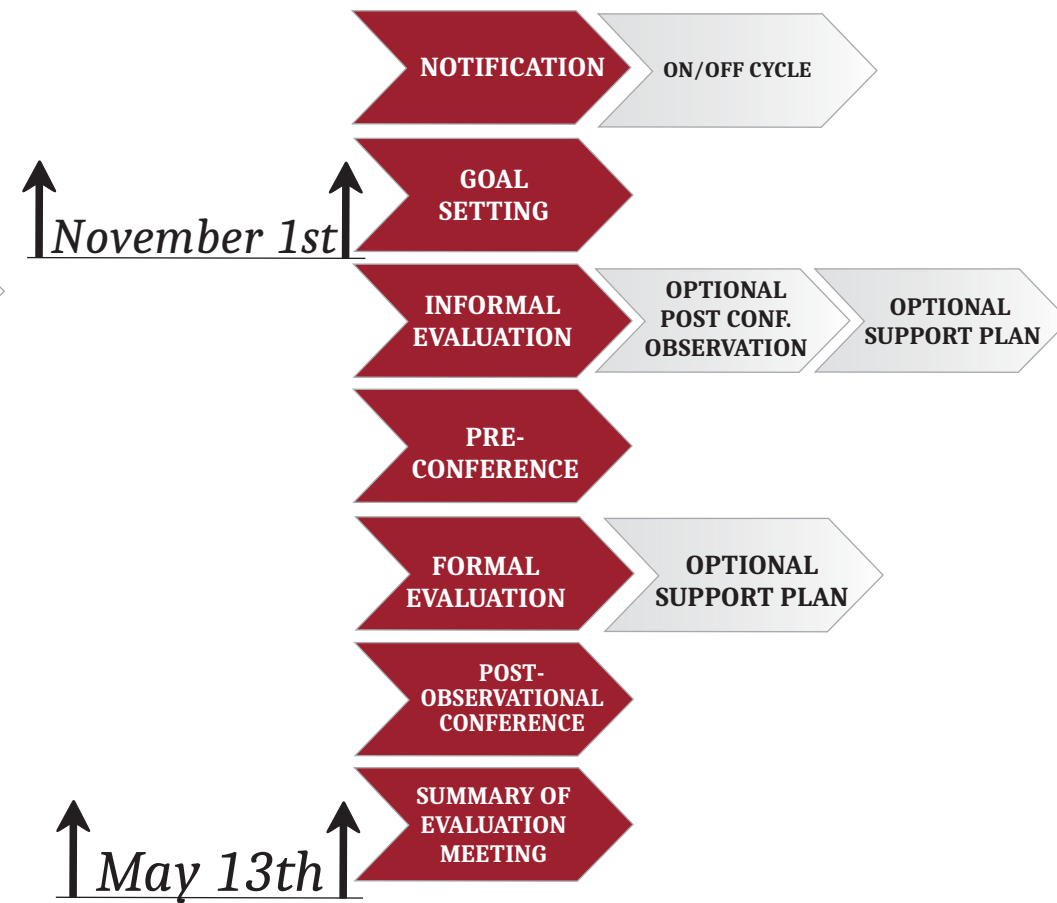 NOTIFICATION
ON/OFF CYCLE
GOAL
SETTING
November 1st
INFORMAL
EVALUATION
OPTIONAL
POST CONF.
OBSERVATION
OPTIONAL
SUPPORT PLAN
PRE-
CONFERENCE
FORMAL
EVALUATION
OPTIONAL
SUPPORT PLAN
POST-
OBSERVATIONAL
CONFERENCE
SUMMARY OF
EVALUATION
MEETING
May 13th